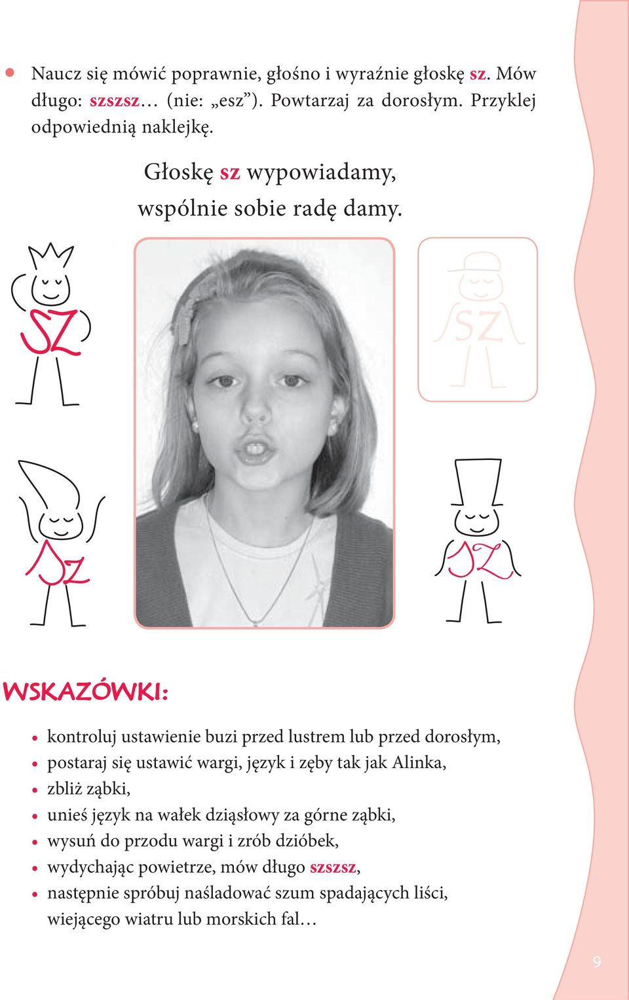 Naucz się mówić poprawnie, głośno i wyraźnie głoskę sz. Mów
długo: szszsz… (nie: „esz”). Powtarzaj za dorosłym. Przyklej
odpowiednią naklejkę.
Głoskę sz wypowiadamy,
wspólnie sobie radę damy.
sz
sz
sz
sz
WSKAZÓWKI:
• kontroluj ustawienie buzi przed lustrem lub przed dorosłym,
• postaraj się ustawić wargi, język i zęby tak jak Alinka,
• zbliż ząbki,
• unieś język na wałek dziąsłowy za górne ząbki,
• wysuń do przodu wargi i zrób dzióbek,
• wydychając powietrze, mów długo szszsz,
• następnie spróbuj naśladować szum spadających liści,
wiejącego wiatru lub morskich fal…
9